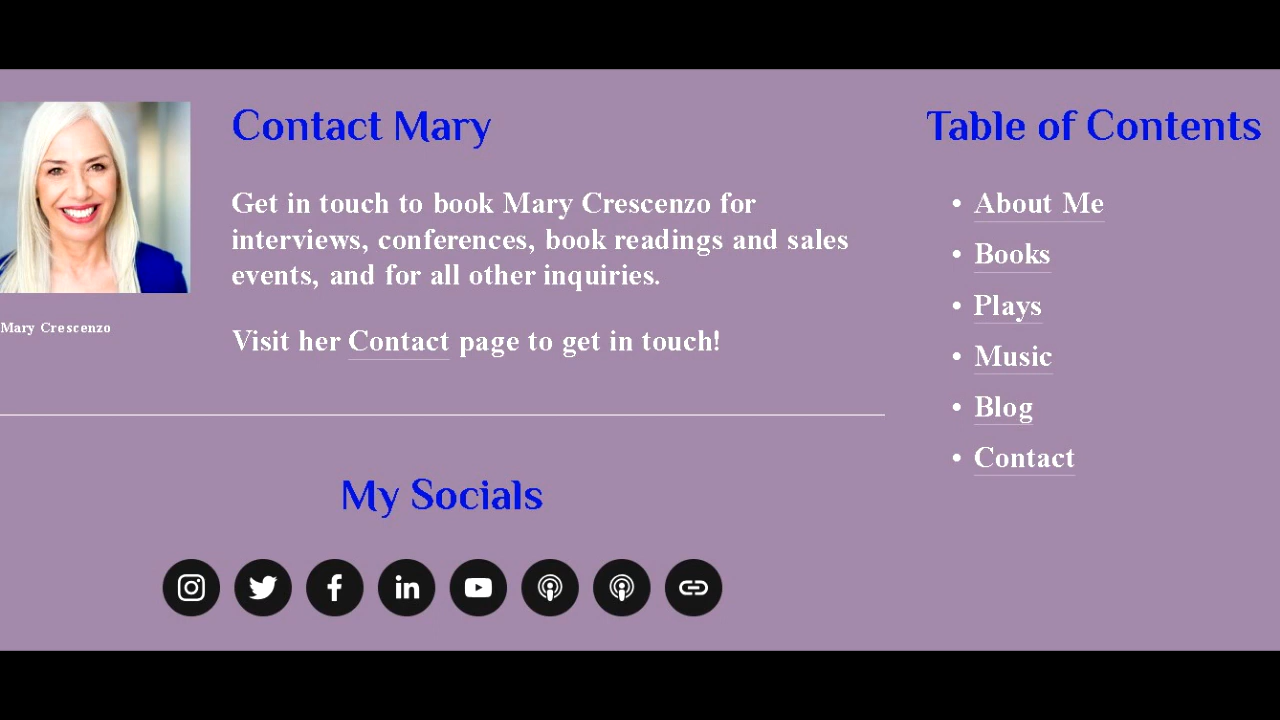 Contact Mary
Get in touch to book Mary Crescenzo for
interviews, conferences, book readings and sales
events, and for all other inquiries.
Visit her Contact page to get in touch!
Mary Crescenzo
My Socials
Table of Contents
• About Me
• Books
• Plays
• Music
• Blog
• Contact